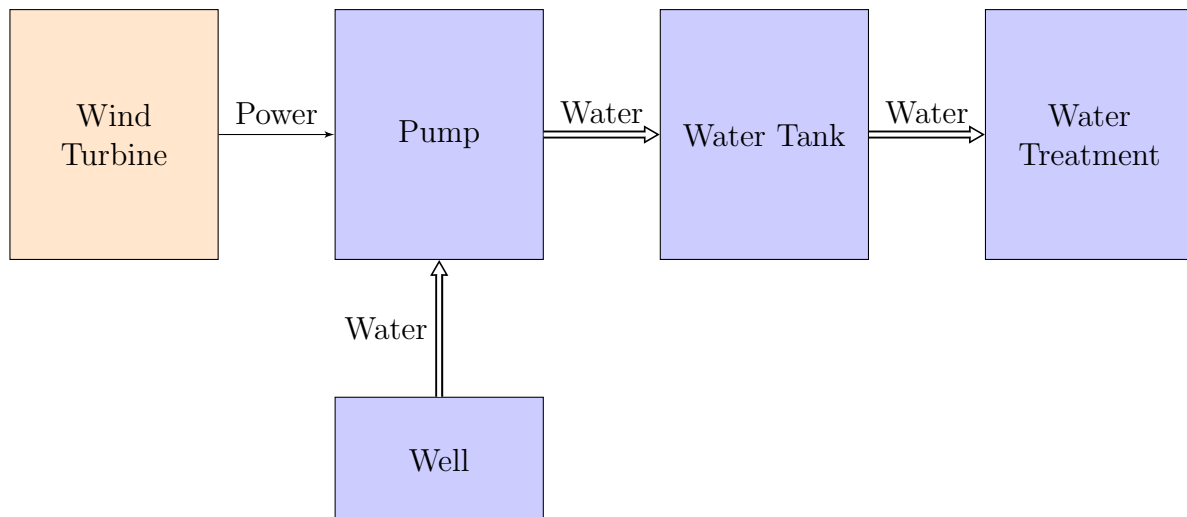 Wind
Turbine
Power
Pump
Water
Water Tank
Water
Water
Treatment
Water
Well